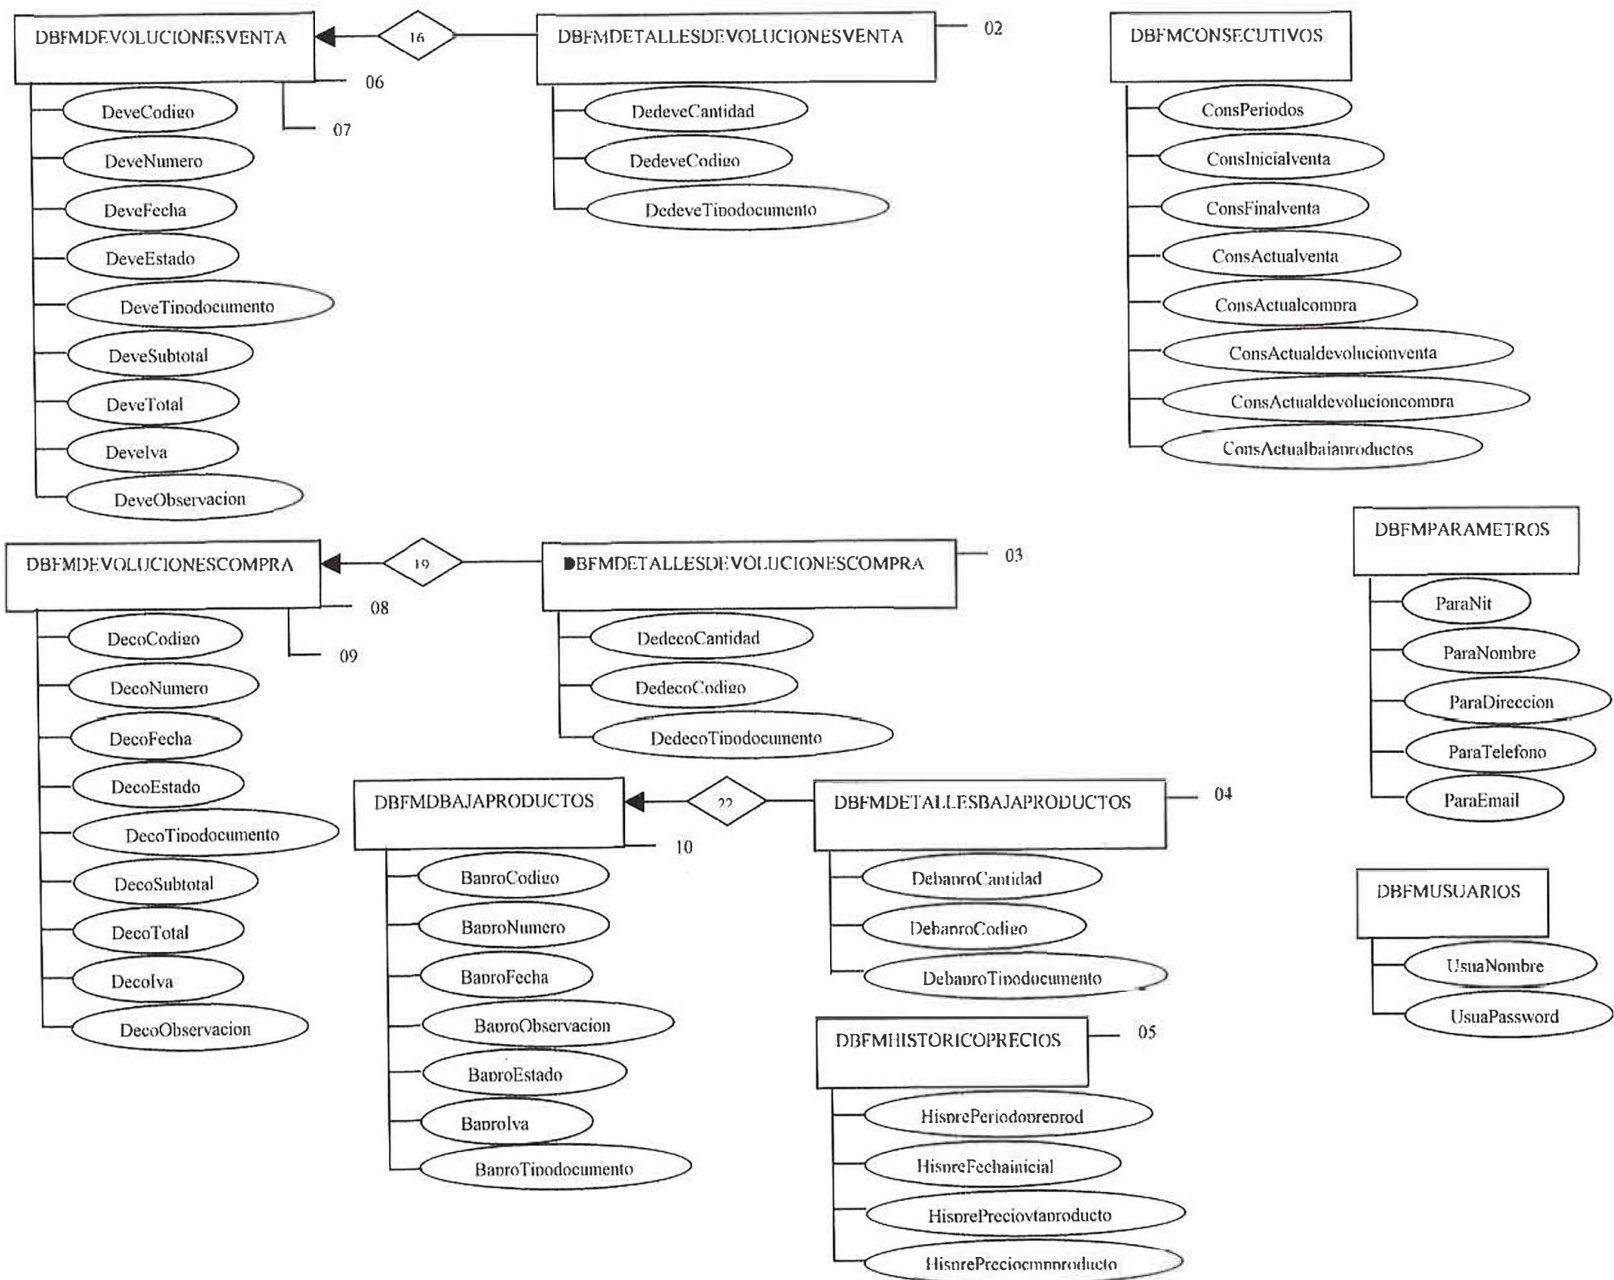 DBFMDEVOLUCIONESVENTA
16
DBFMDETALLESDEVOLUCIONESVENTA
02
06
07
DeveCodigo
DeveNumero
DeveFecha
DeveEstado
DeveTipodocumento
DeveSubtotal
DeveTotal
DeveIva
DeveObservacion
DedeveCantidad
DedeveCodigo
DedeveTipodocumento
DBFMCONSECUTIVOS
ConsPeriodos
ConsInicialventa
ConsFinalventa
ConsActualventa
ConsActualcompra
ConsActualdevolucionventa
ConsActualdevolucioncompra
ConsActualbajaproductos
DBFMDEVOLUCIONESCOMPRA
19
DBFMDETALLESDEVOLUCIONESCOMPRA
03
08
09
DecoCodigo
DecoNumero
DecoFecha
DecoEstado
DecoTipodocumento
DecoSubtotal
DecoTotal
DecoIva
DecoObservacion
DedecoCantidad
DedecoCodigo
DedecoTipodocumento
DBFMPARAMETROS
ParaNit
ParaNombre
ParaDireccion
ParaTelefono
ParaEmail
DBFMDBAJAPRODUCTOS
22
DBFMDETALLESBAJAPRODUCTOS
04
10
BaproCodigo
BaproNumero
BaproFecha
BaproObservacion
BaproEstado
BaproIva
BaproTipodocumento
DebaproCantidad
DebaproCodigo
DebaproTipodocumento
DBFMUSUARIOS
UsuaNombre
UsuaPassword
DBFMHISTORICOPRECIOS
05
HisprePeriodopreprod
HispreFechainicial
HisprePreciovtaproducto
HisprePreciocmpproducto